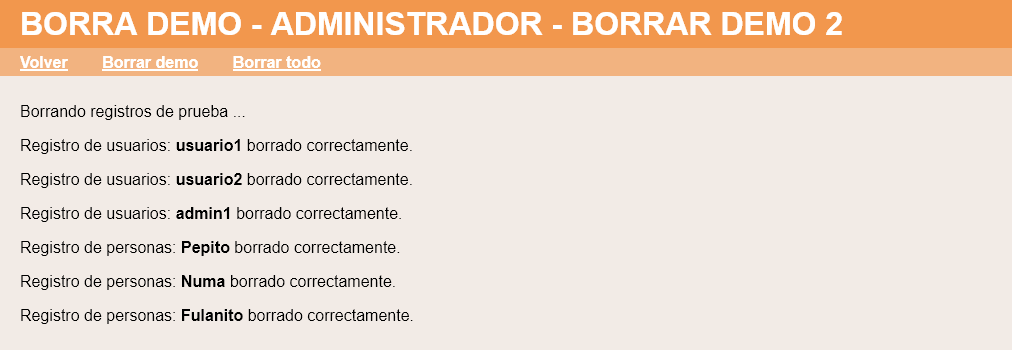 BORRA DEMO - ADMINISTRADOR - BORRAR DEMO 2
Volver Borrar demo Borrar todo
Borrando registros de prueba ...
Registro de usuarios: usuario1 borrado correctamente.
Registro de usuarios: usuario2 borrado correctamente.
Registro de usuarios: admin1 borrado correctamente.
Registro de personas: Pepito borrado correctamente.
Registro de personas: Numa borrado correctamente.
Registro de personas: Fulanito borrado correctamente.